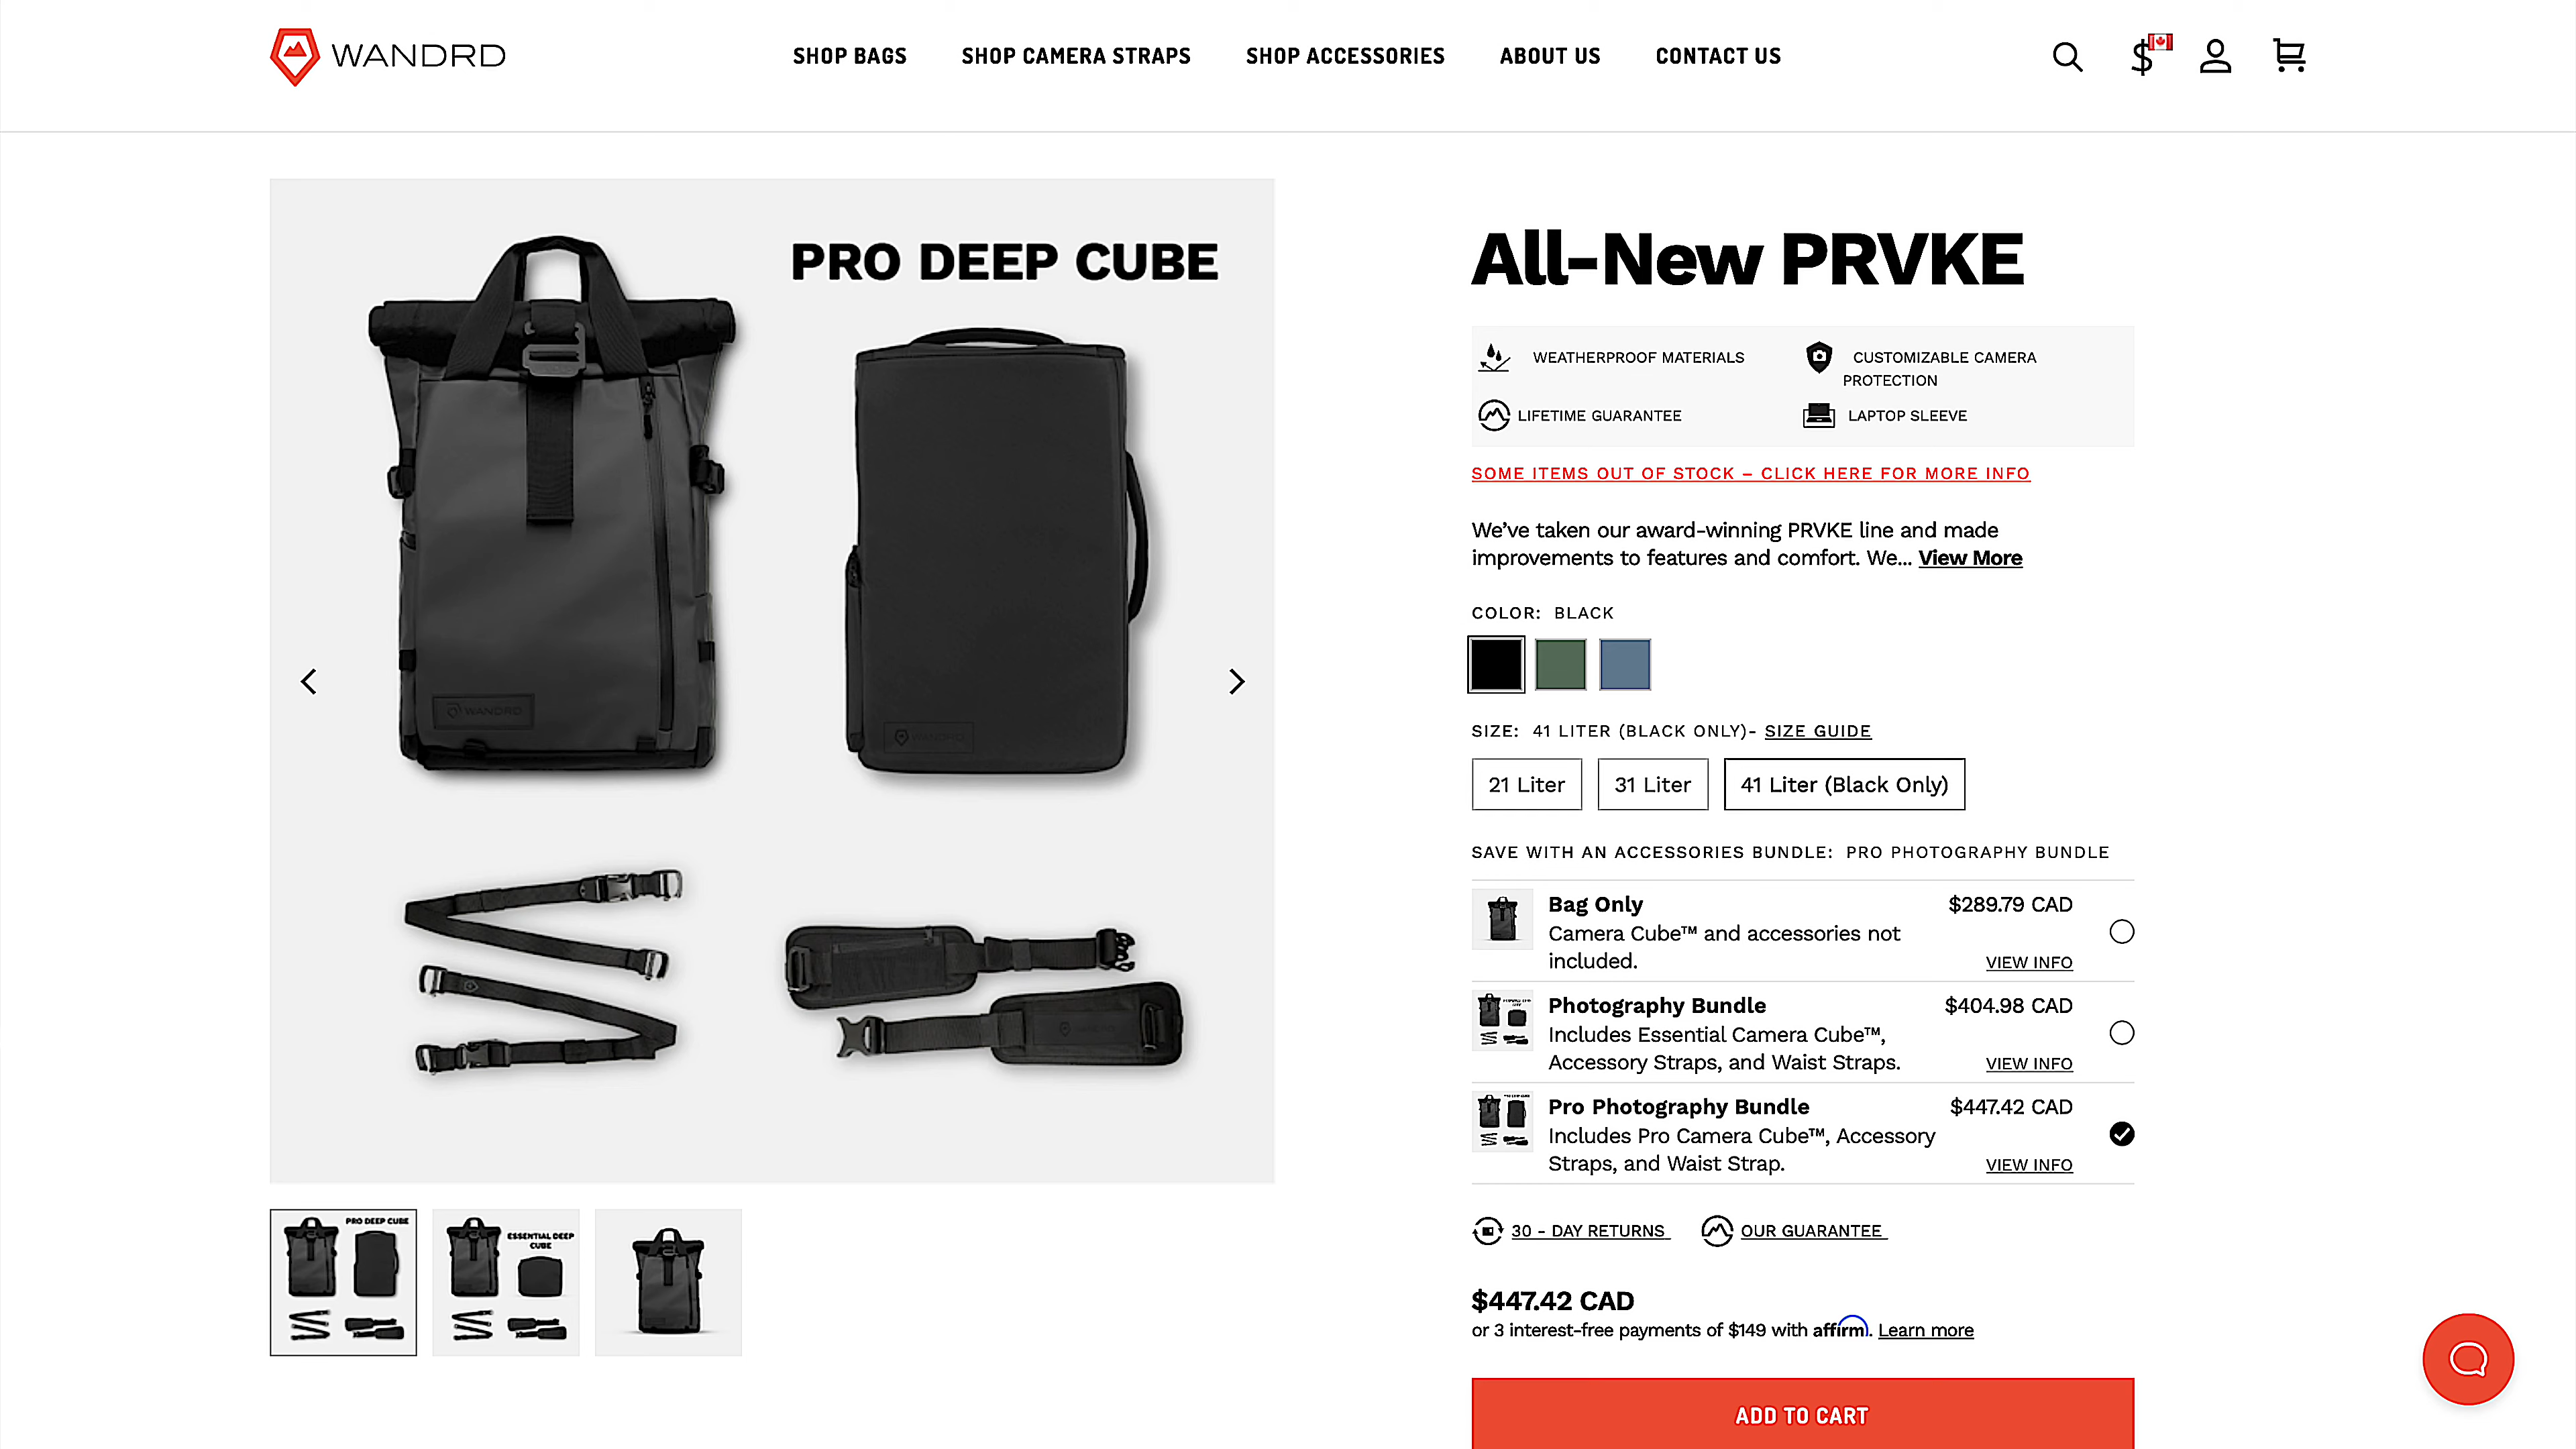 WANDRD
SHOP BAGS
SHOP CAMERA STRAPS
SHOP ACCESSORIES
ABOUT US
CONTACT US
PRO DEEP CUBE
WANDRD
WANDRD
WANDRD
PRO DEEP CUBE
ESSENTIAL DEEP
CUBE
All-New PRVKE
WEATHERPROOF MATERIALS
CUSTOMIZABLE CAMERA
PROTECTION
LIFETIME GUARANTEE
LAPTOP SLEEVE
SOME ITEMS OUT OF STOCK – CLICK HERE FOR MORE INFO
We’ve taken our award-winning PRVKE line and made
improvements to features and comfort. We... View More
COLOR: BLACK
SIZE: 41 LITER (BLACK ONLY)- SIZE GUIDE
21 Liter
31 Liter
41 Liter (Black Only)
SAVE WITH AN ACCESSORIES BUNDLE: PRO PHOTOGRAPHY BUNDLE
Bag Only
$289.79 CAD
Camera Cube™ and accessories not
included.
VIEW INFO
Photography Bundle
$404.98 CAD
Includes Essential Camera Cube™,
Accessory Straps, and Waist Straps.
VIEW INFO
Pro Photography Bundle
$447.42 CAD
Includes Pro Camera Cube™, Accessory
Straps, and Waist Strap.
VIEW INFO
30 - DAY RETURNS
OUR GUARANTEE
$447.42 CAD
or 3 interest-free payments of $149 with affirm. Learn more
ADD TO CART